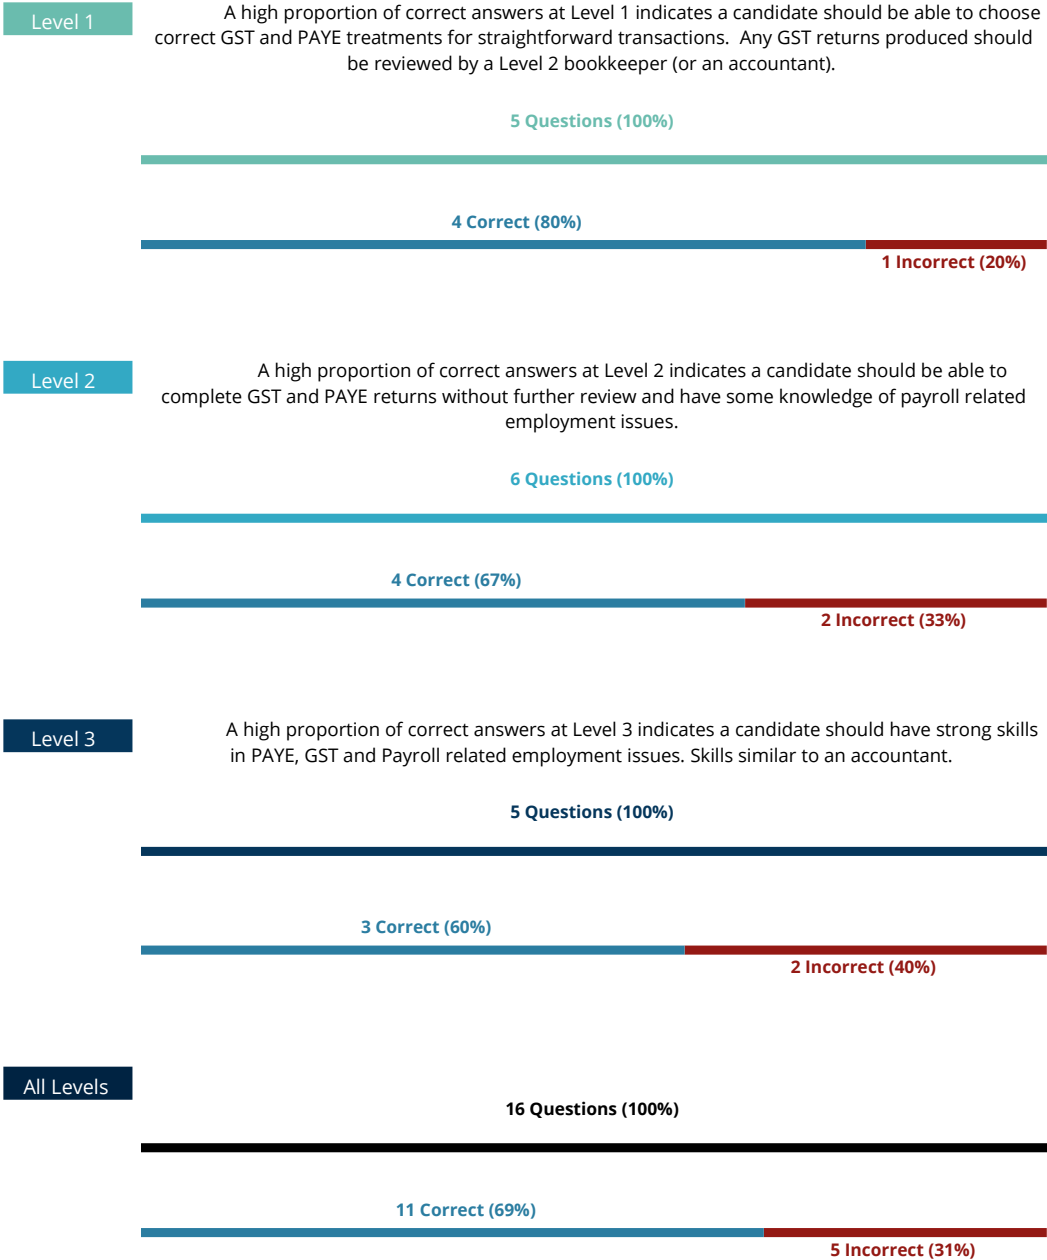 Level 1
A high proportion of correct answers at Level 1 indicates a candidate should be able to choose
correct GST and PAYE treatments for straightforward transactions.  Any GST returns produced should
be reviewed by a Level 2 bookkeeper (or an accountant).
5 Questions (100%)
4 Correct (80%)
1 Incorrect (20%)
Level 2
A high proportion of correct answers at Level 2 indicates a candidate should be able to
complete GST and PAYE returns without further review and have some knowledge of payroll related
employment issues.
6 Questions (100%)
4 Correct (67%)
2 Incorrect (33%)
Level 3
A high proportion of correct answers at Level 3 indicates a candidate should have strong skills
in PAYE, GST and Payroll related employment issues. Skills similar to an accountant.
5 Questions (100%)
3 Correct (60%)
2 Incorrect (40%)
All Levels
16 Questions (100%)
11 Correct (69%)
5 Incorrect (31%)